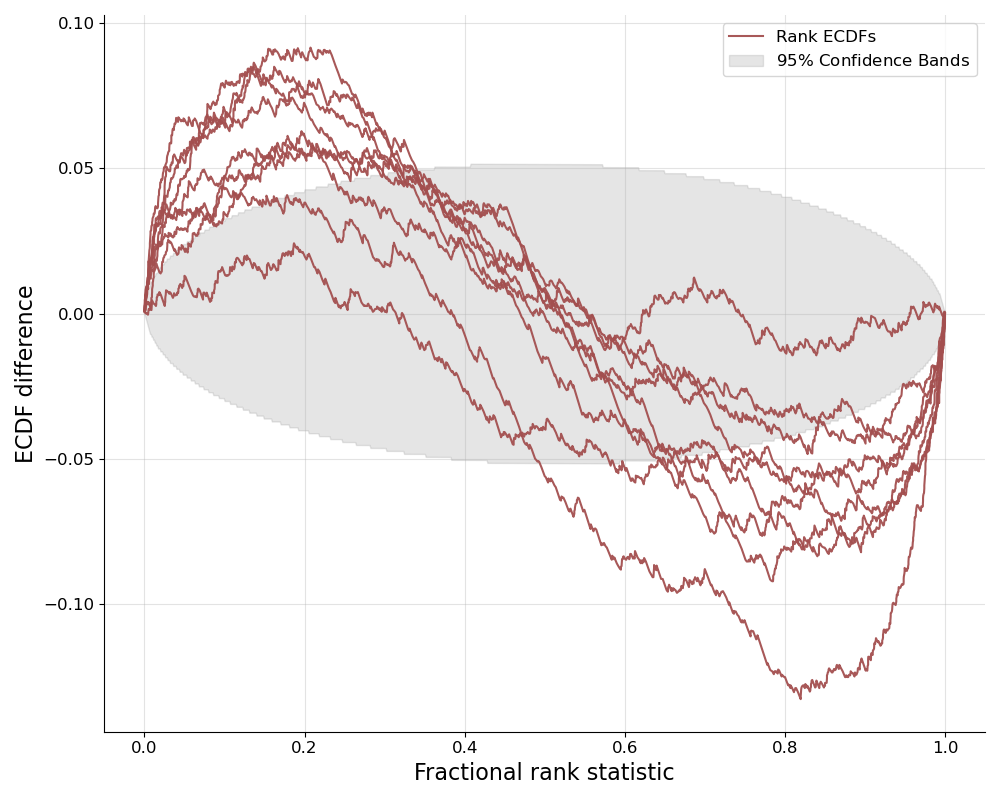 0.10
0.05
0.00
−0.05
−0.10
ECDF difference
Rank ECDFs
95% Confidence Bands
0.0 0.2 0.4 0.6 0.8 1.0
Fractional rank statistic